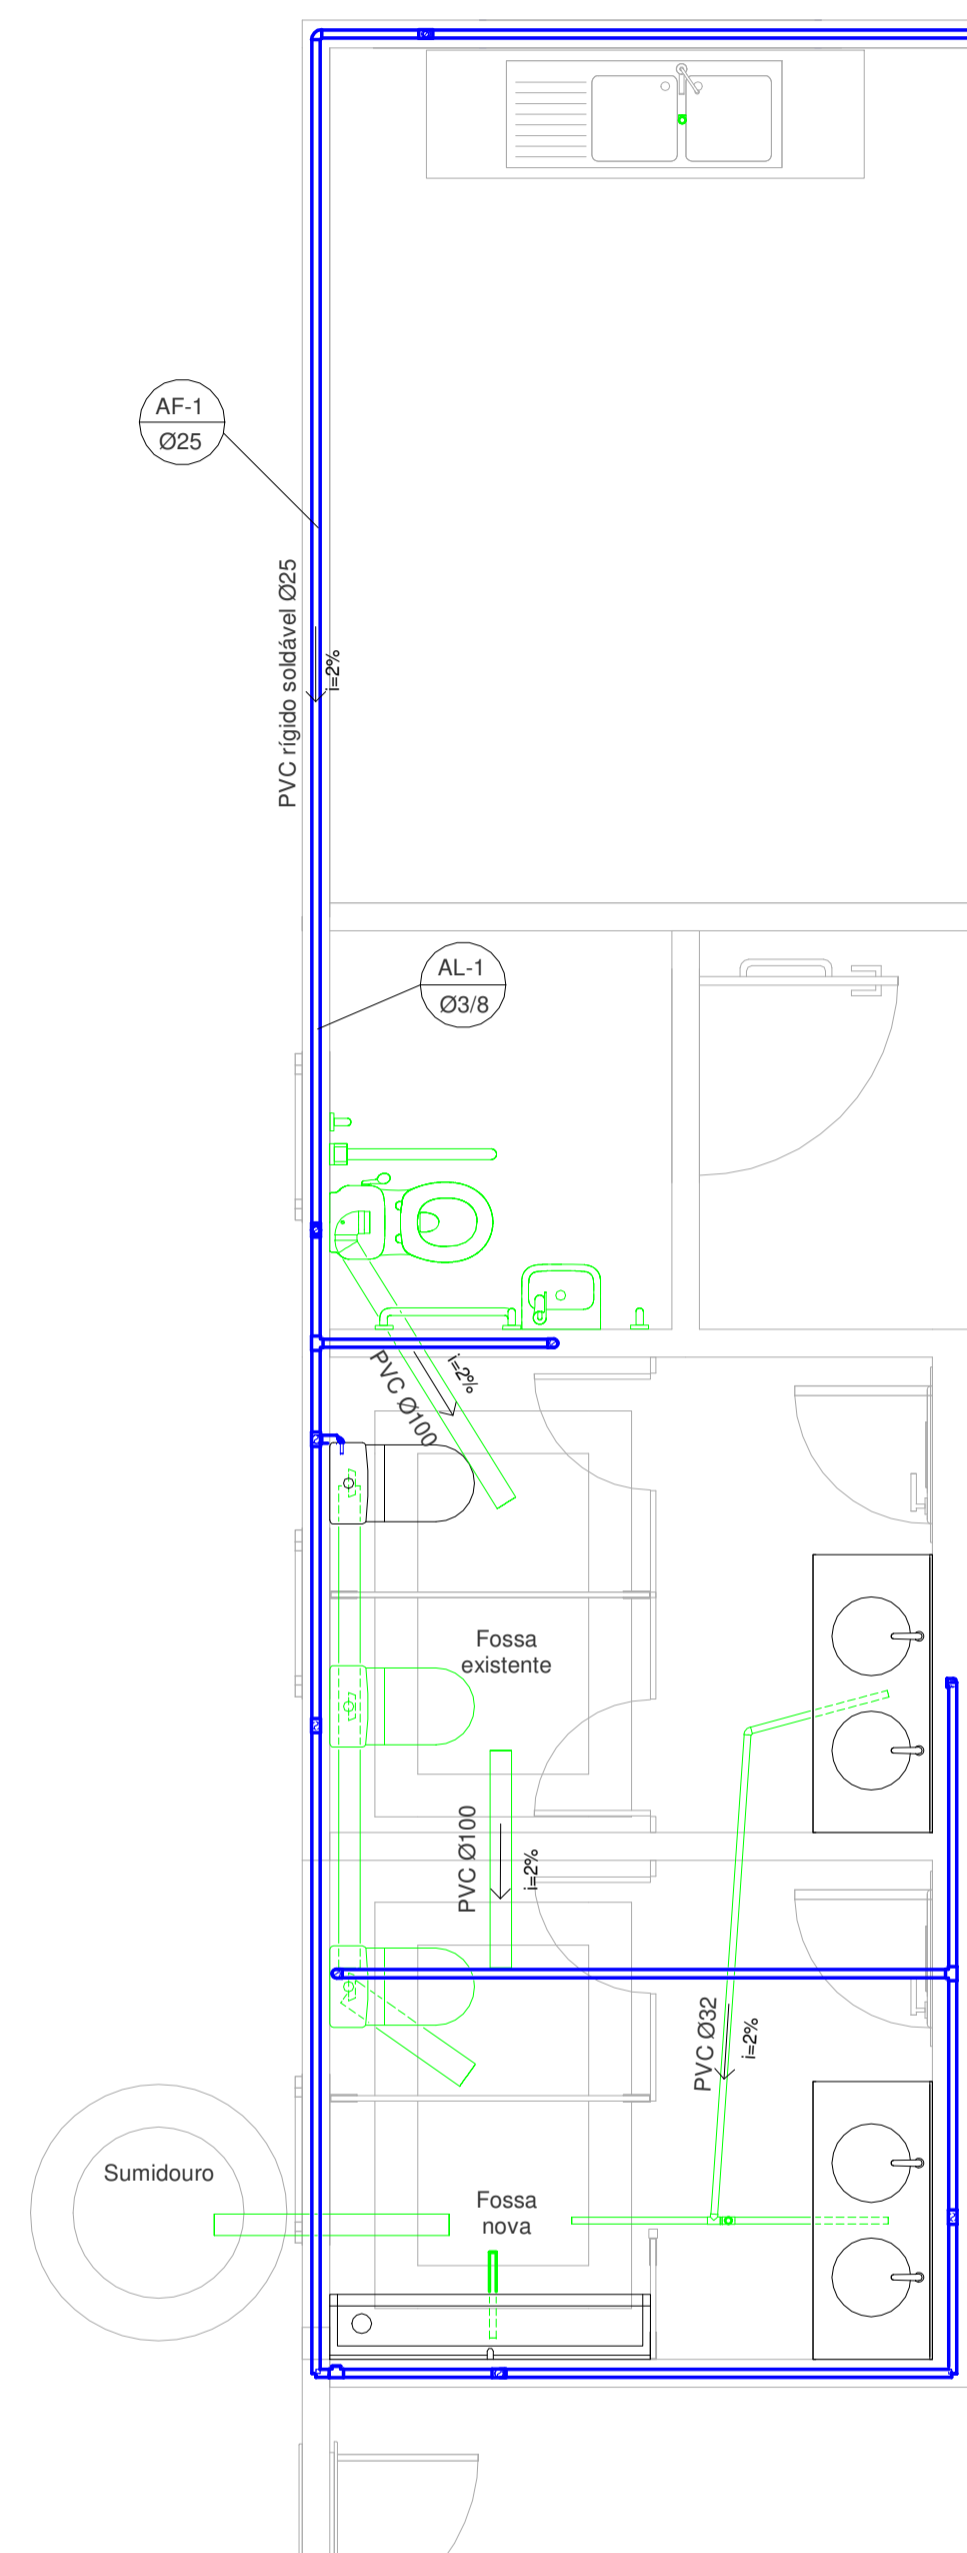 AF-1
Ø25
PVC rígido soldável Ø25
i=2%
AL-1
Ø3/8
PVC Ø100
i=2%
Fossa
existente
PVC Ø100
i=2%
PVC Ø32
i=2%
Sumidouro
Fossa
nova